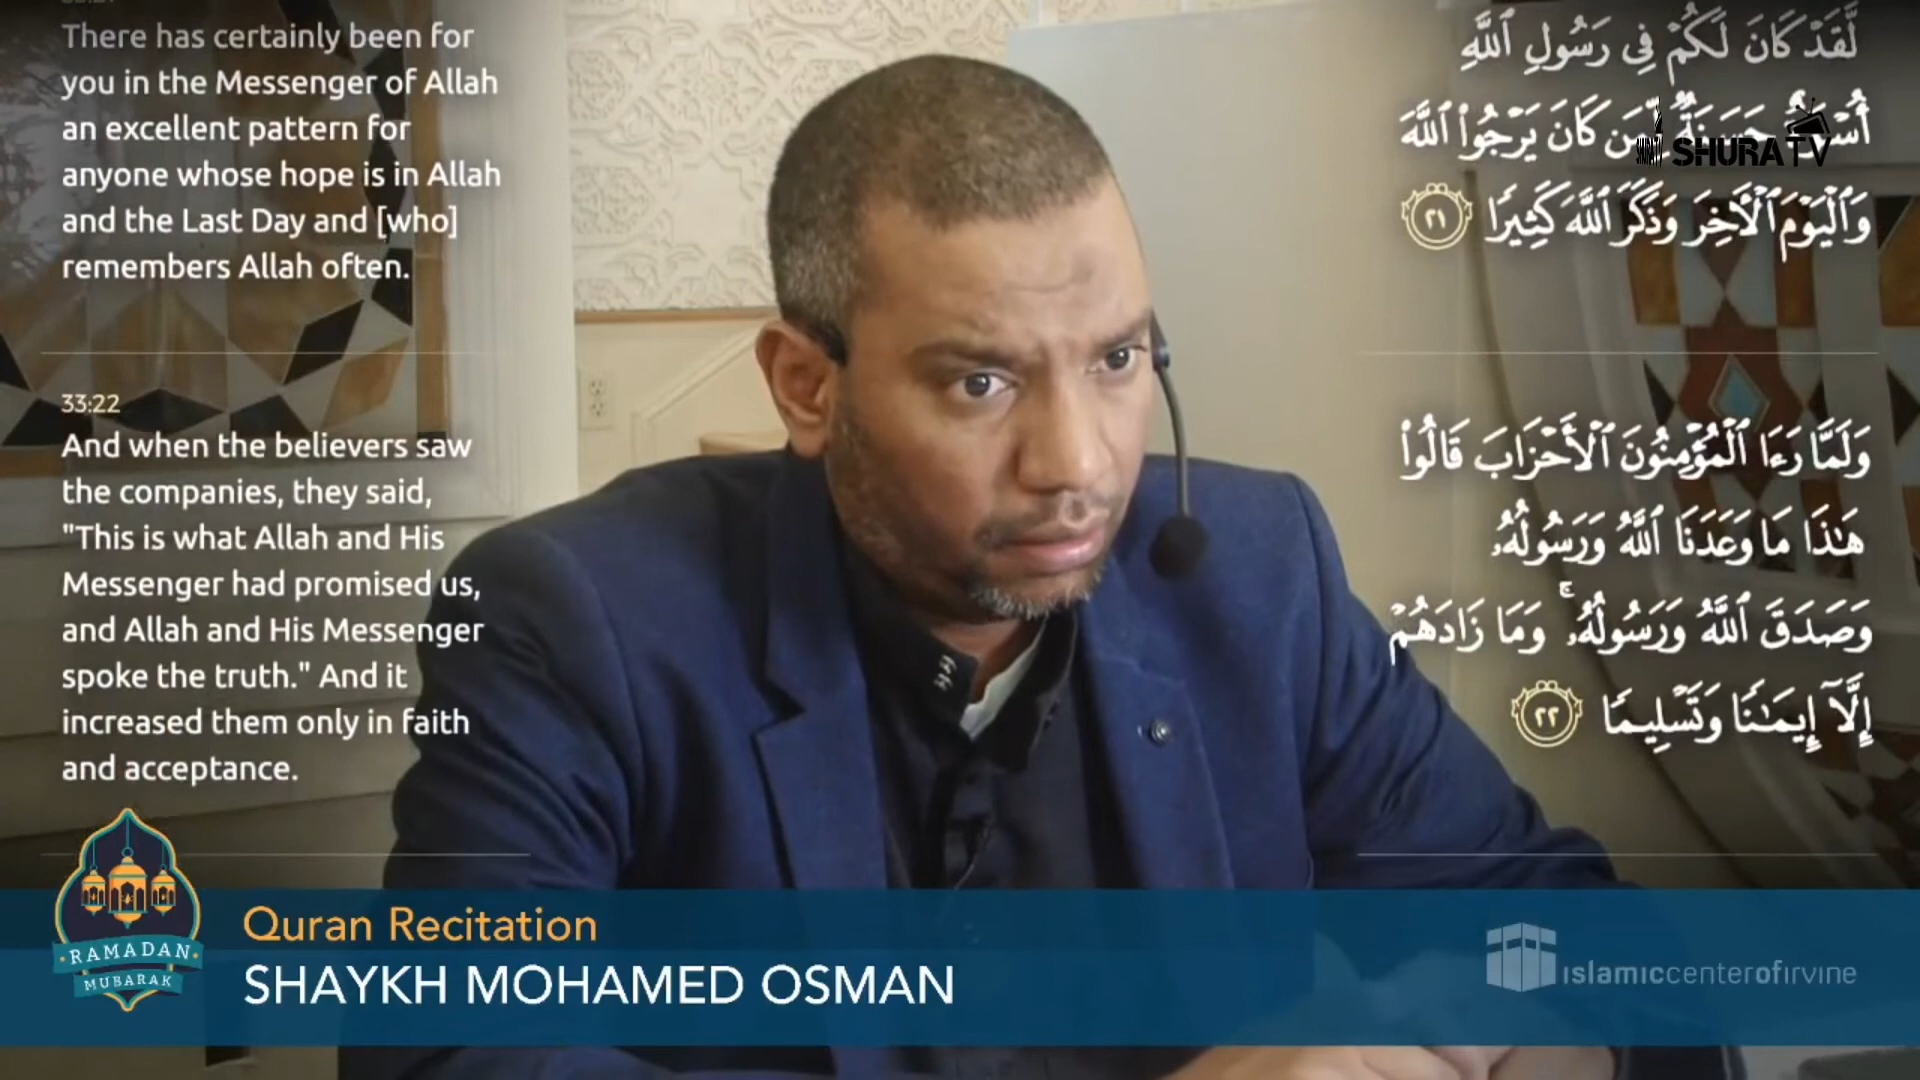 There has certainly been for
you in the Messenger of Allah
an excellent pattern for
anyone whose hope is in Allah
and the Last Day and [who]
remembers Allah often.
33:22
And when the believers saw
the companies, they said,
"This is what Allah and His
Messenger had promised us,
and Allah and His Messenger
spoke the truth." And it
increased them only in faith
and acceptance.
لَّقَدْ كَانَ لَكُمْ فِى رَسُولِ ٱللَّهِ
أُسْوَةٌ حَسَنَةٌ لِّمَن كَانَ يَرْجُوا۟ ٱللَّهَ
وَٱلْيَوْمَ ٱلْـَٔاخِرَ وَذَكَرَ ٱللَّهَ كَثِيرًا ٢١
وَلَمَّا رَءَا ٱلْمُؤْمِنُونَ ٱلْأَحْزَابَ قَالُوا۟
هَـٰذَا مَا وَعَدَنَا ٱللَّهُ وَرَسُولُهُۥ
وَصَدَقَ ٱللَّهُ وَرَسُولُهُۥ ۚ وَمَا زَادَهُمْ
إِلَّآ إِيمَـٰنًا وَتَسْلِيمًا ٢٢
SHURA TV
RAMADAN
MUBARAK
Quran Recitation
SHAYKH MOHAMED OSMAN
islamiccenterofirvine